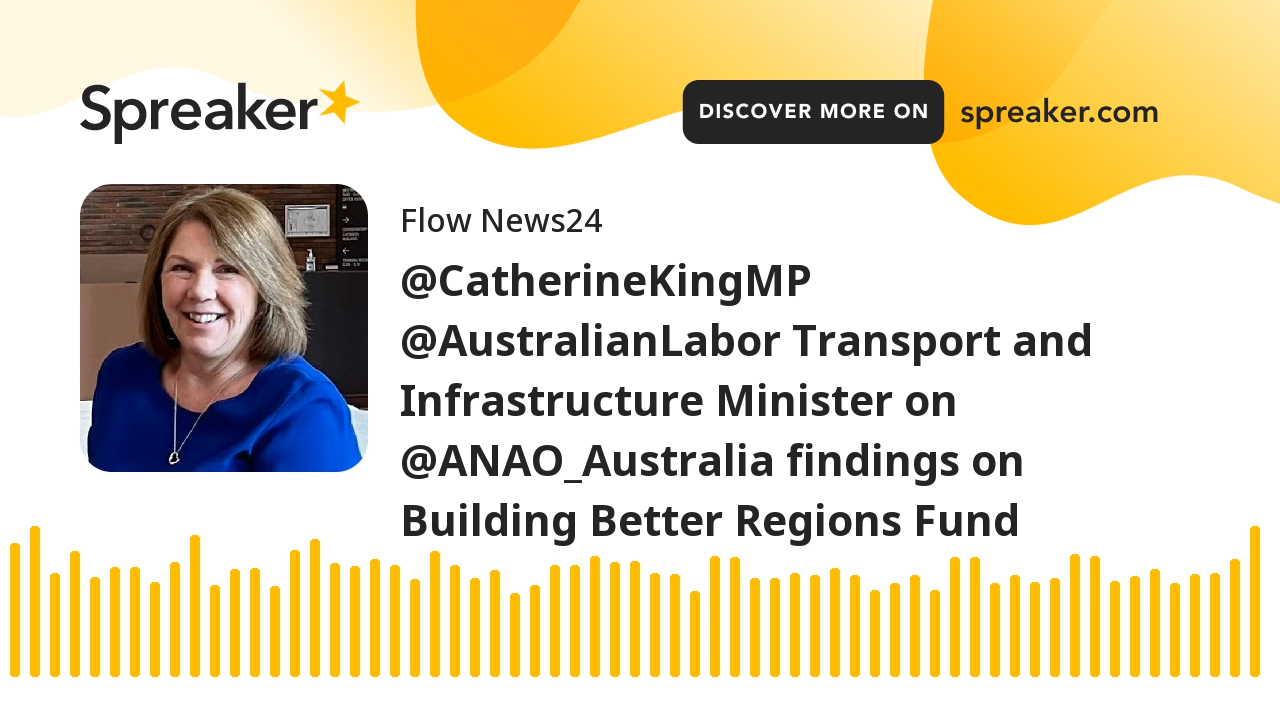 Spreaker
DISCOVER MORE ON spreaker.com
Flow News24
@CatherineKingMP
@AustralianLabor Transport and
Infrastructure Minister on
@ANAO_Australia findings on
Building Better Regions Fund